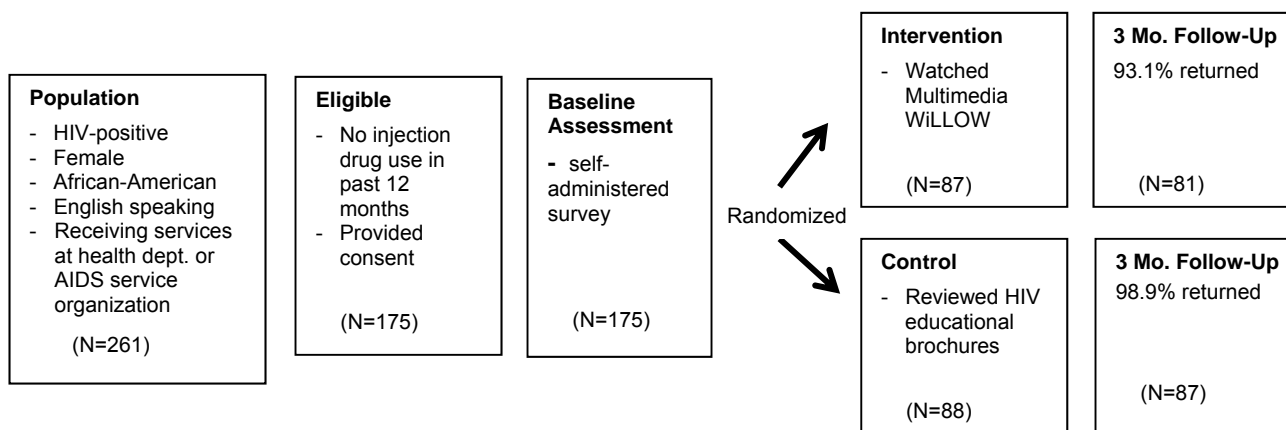 Population
- HIV-positive
- Female
- African-American
- English speaking
- Receiving services
at health dept. or
AIDS service
organization
(N=261)
Eligible
- No injection
drug use in
past 12
months
- Provided
consent
(N=175)
Baseline
Assessment
- self-
administered
survey
(N=175)
Randomized
Intervention
- Watched
Multimedia
WiLLOW
(N=87)
3 Mo. Follow-Up
93.1% returned
(N=81)
Control
- Reviewed HIV
educational
brochures
(N=88)
3 Mo. Follow-Up
98.9% returned
(N=87)